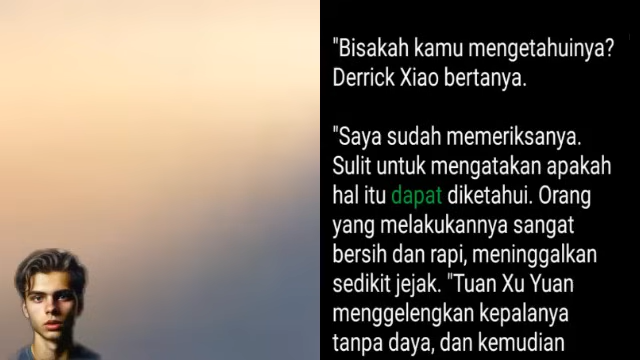 "Bisakah kamu mengetahuinya?
Derrick Xiao bertanya.
"Saya sudah memeriksanya.
Sulit untuk mengatakan apakah
hal itu dapat diketahui. Orang
yang melakukannya sangat
bersih dan rapi, meninggalkan
sedikit jejak. "Tuan Xu Yuan
menggelengkan kepalanya
tanpa daya, dan kemudian